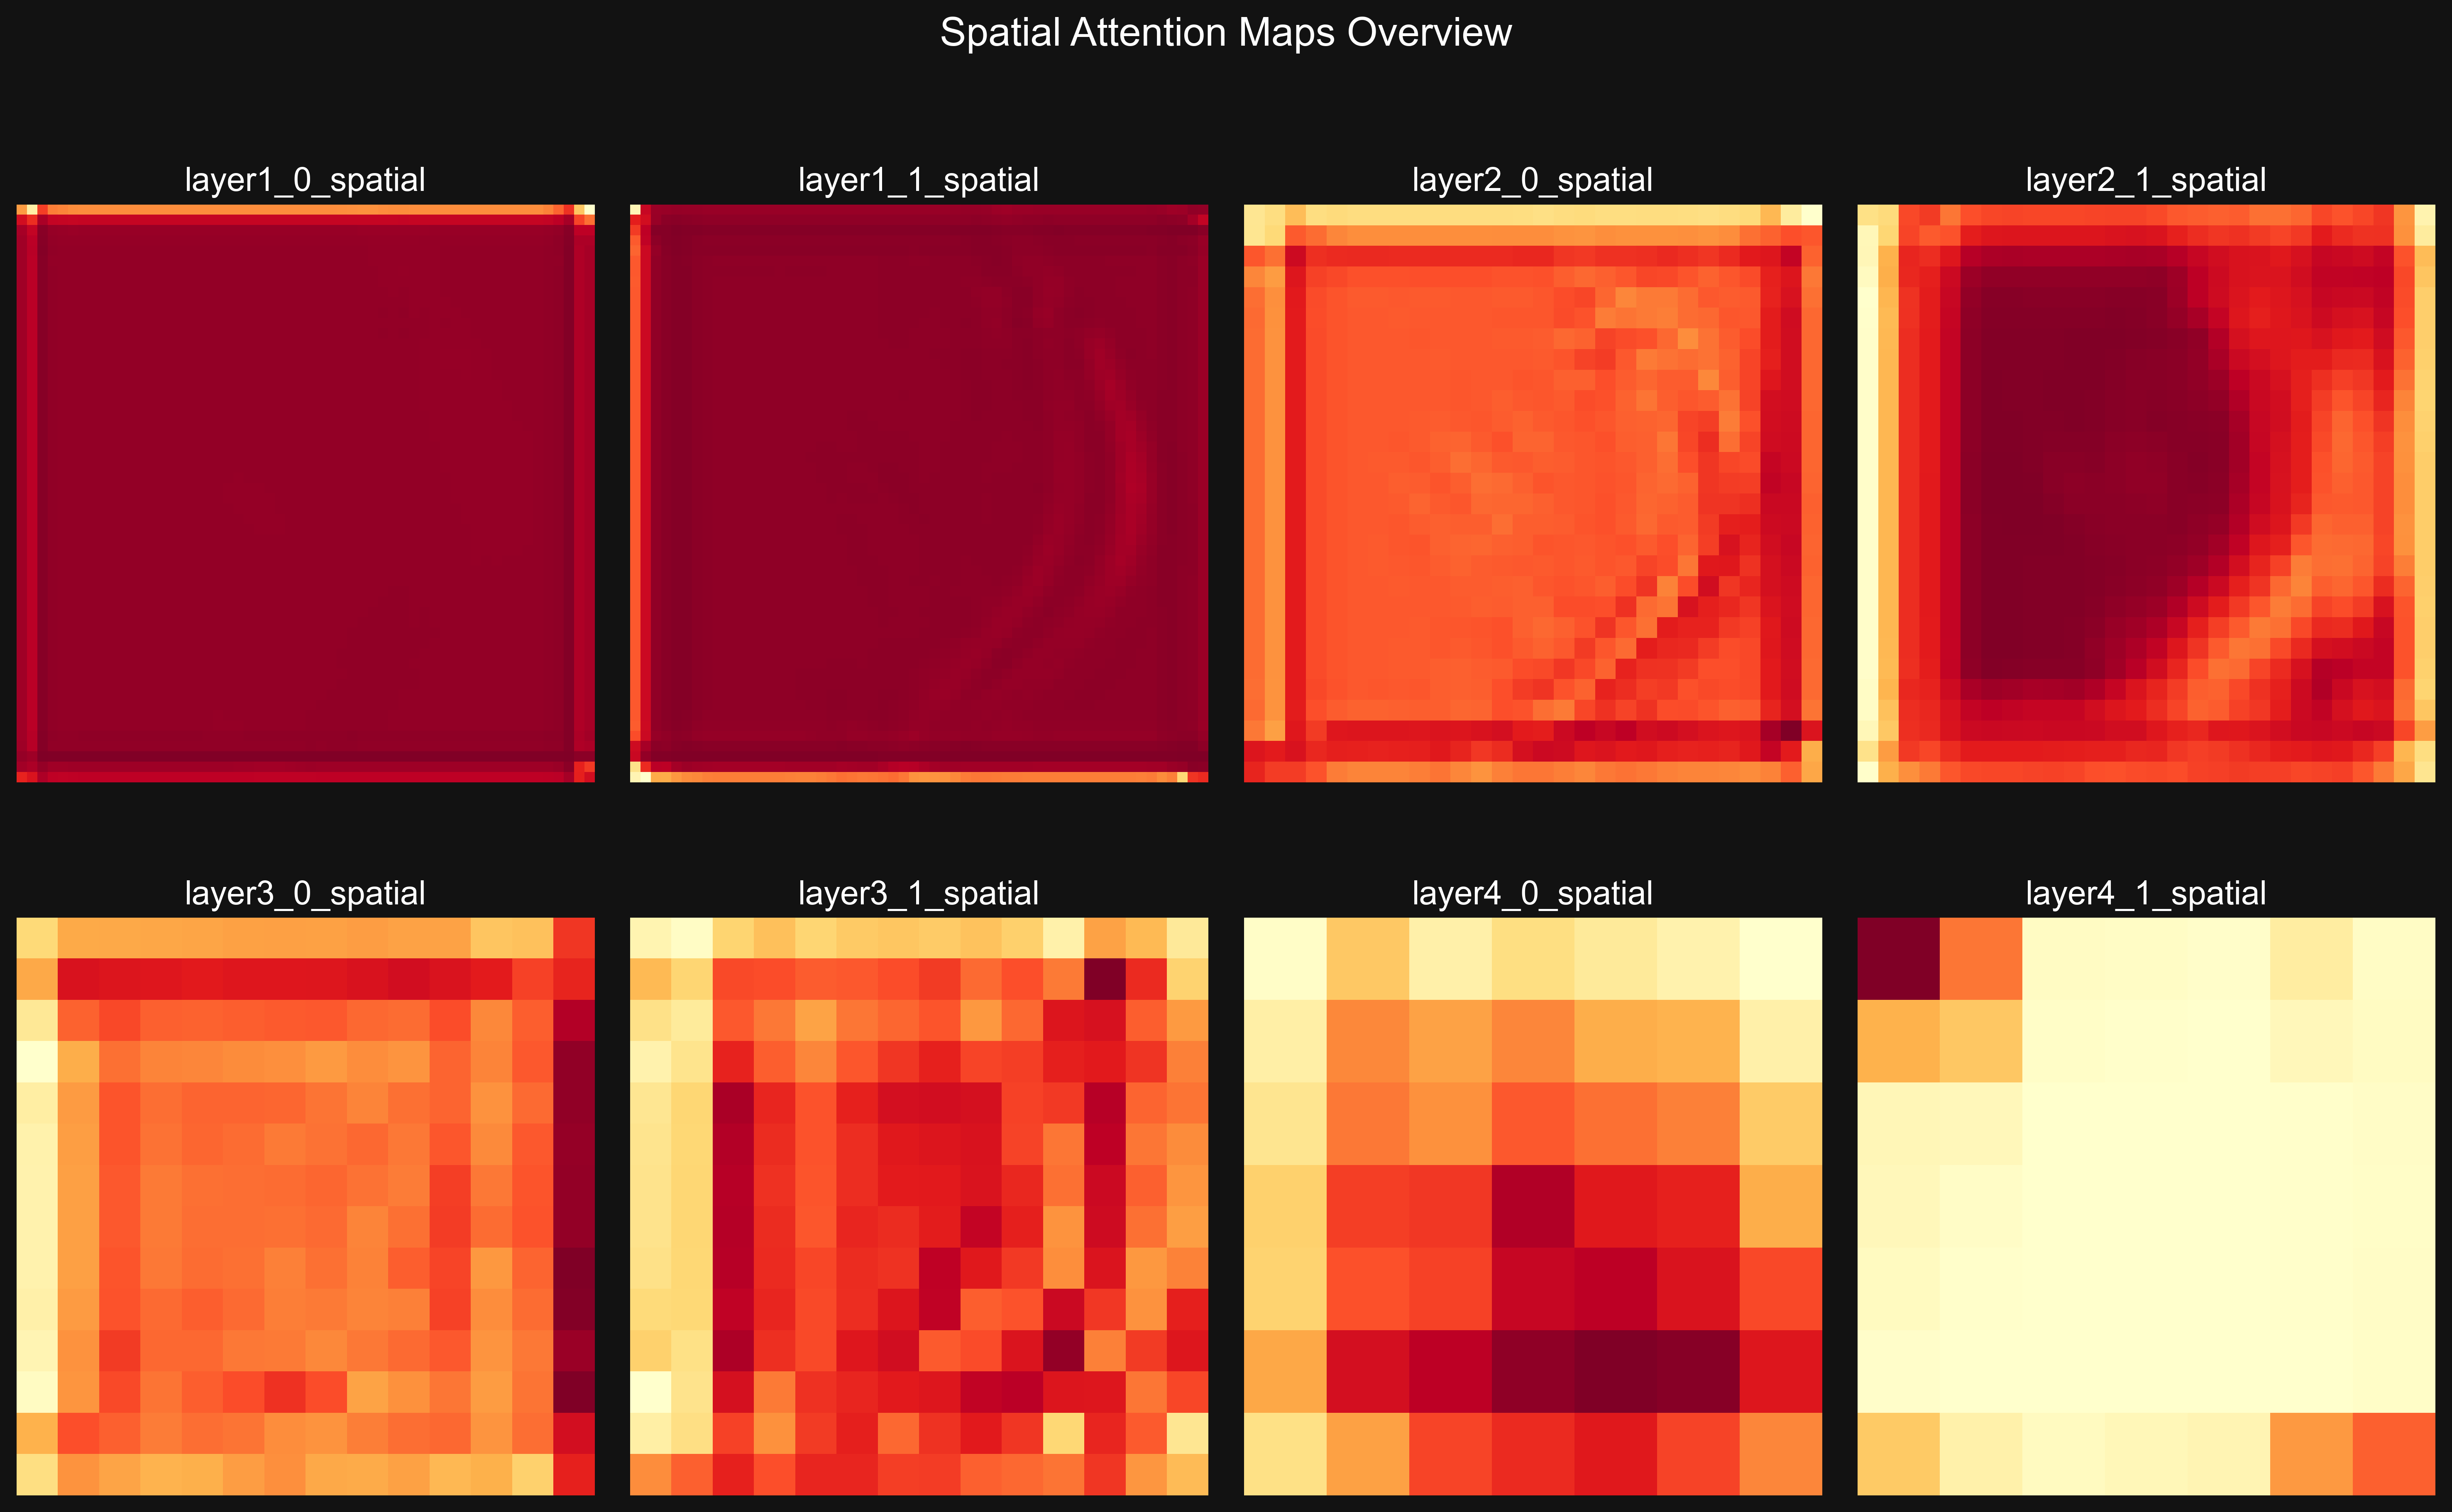 Spatial Attention Maps Overview
layer1_0_spatial
layer1_1_spatial
layer2_0_spatial
layer2_1_spatial
layer3_0_spatial
layer3_1_spatial
layer4_0_spatial
layer4_1_spatial